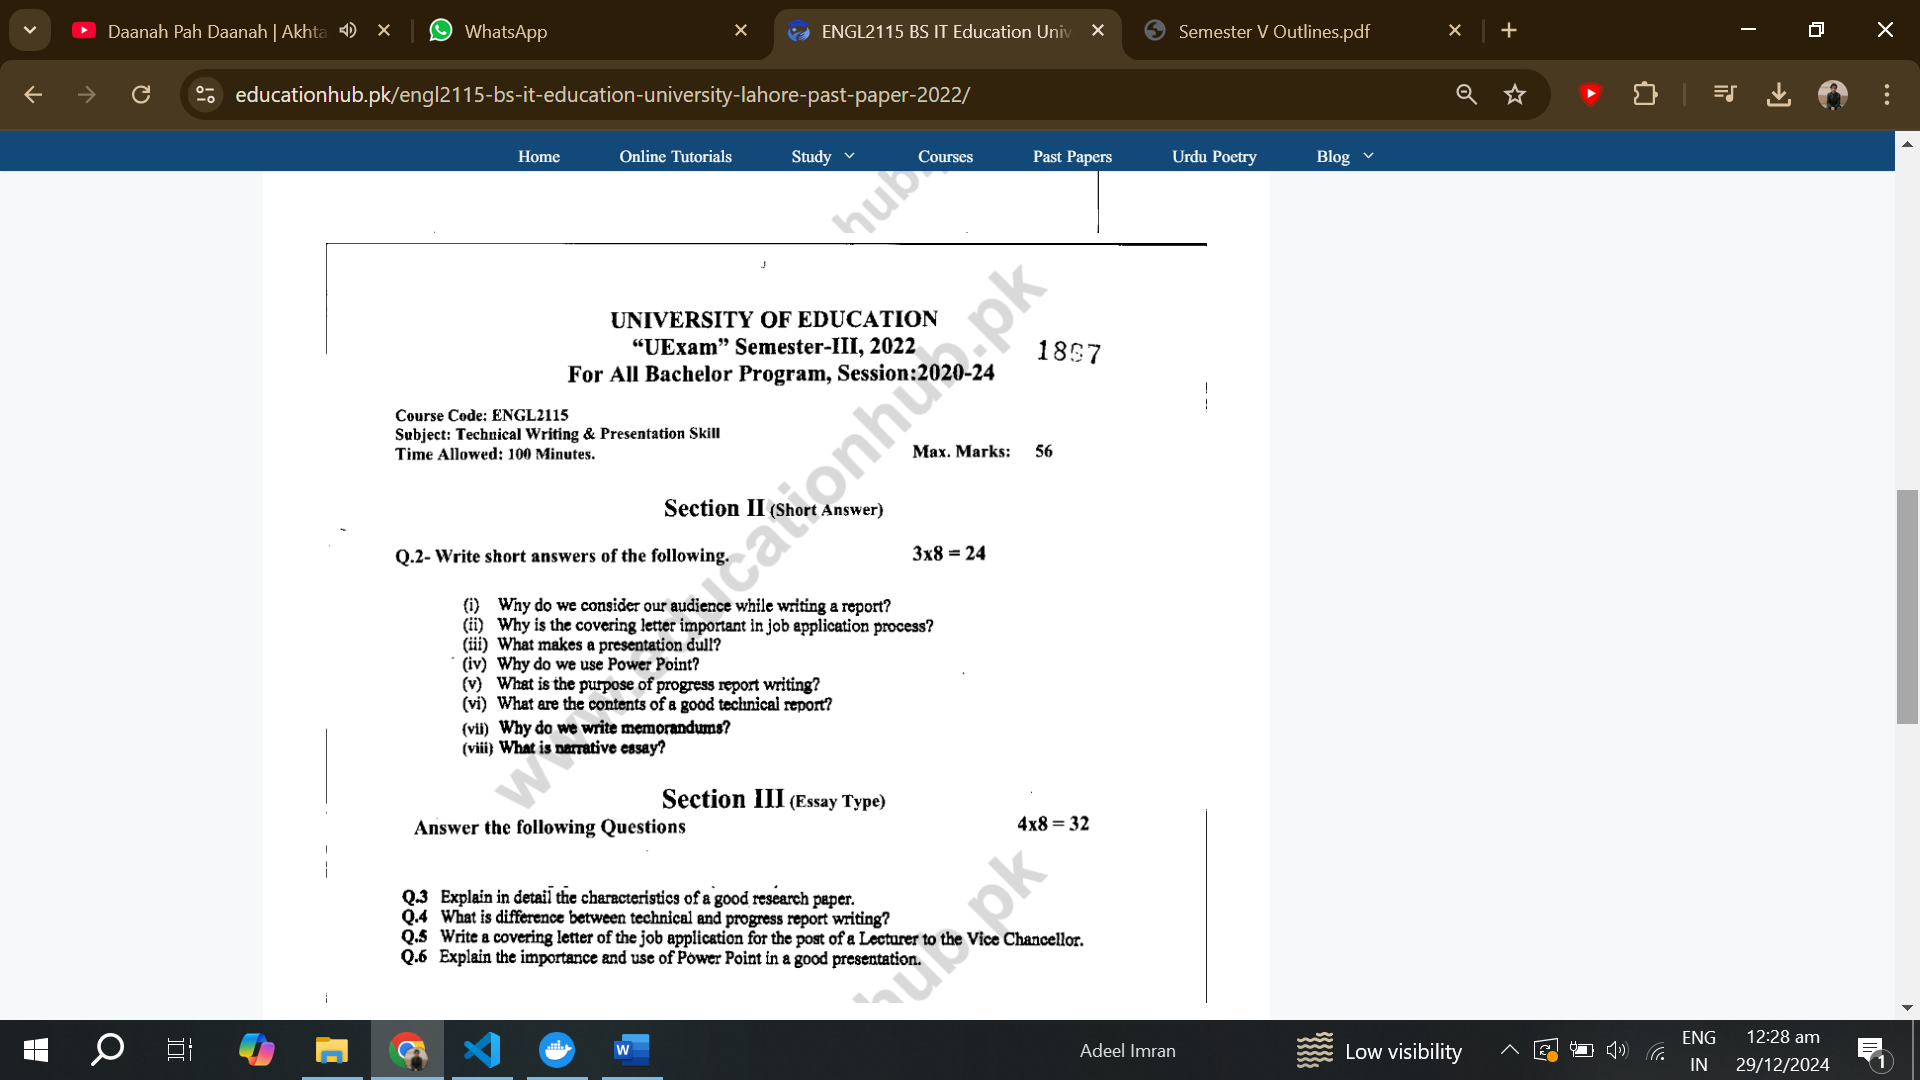 Daanah Pah Daanah | Akhta
WhatsApp
ENGL2115 BS IT Education Univ
Semester V Outlines.pdf
educationhub.pk/engl2115-bs-it-education-university-lahore-past-paper-2022/
Home Online Tutorials Study Courses Past Papers Urdu Poetry Blog
UNIVERSITY OF EDUCATION
“UExam” Semester-III, 2022
For All Bachelor Program, Session:2020-24
Course Code: ENGL2115
Subject: Technical Writing & Presentation Skill
Time Allowed: 100 Minutes.
Max. Marks: 56
Section II (Short Answer)
Q.2- Write short answers of the following. 3x8 = 24
(i) Why do we consider our audience while writing a report?
(ii) Why is the covering letter important in job application process?
(iii) What makes a presentation dull?
(iv) Why do we use Power Point?
(v) What is the purpose of progress report writing?
(vi) What are the contents of a good technical report?
(vii) Why do we write memorandums?
(viii) What is narrative essay?
Section III (Essay Type)
Answer the following Questions 4x8 = 32
Q.3 Explain in detail the characteristics of a good research paper.
Q.4 What is difference between technical and progress report writing?
Q.5 Write a covering letter of the job application for the post of a Lecturer to the Vice Chancellor.
Q.6 Explain the importance and use of Power Point in a good presentation.
www.educationhub.pk
hub.pk
Adeel Imran
Low visibility
ENG
IN
12:28 am
29/12/2024
1